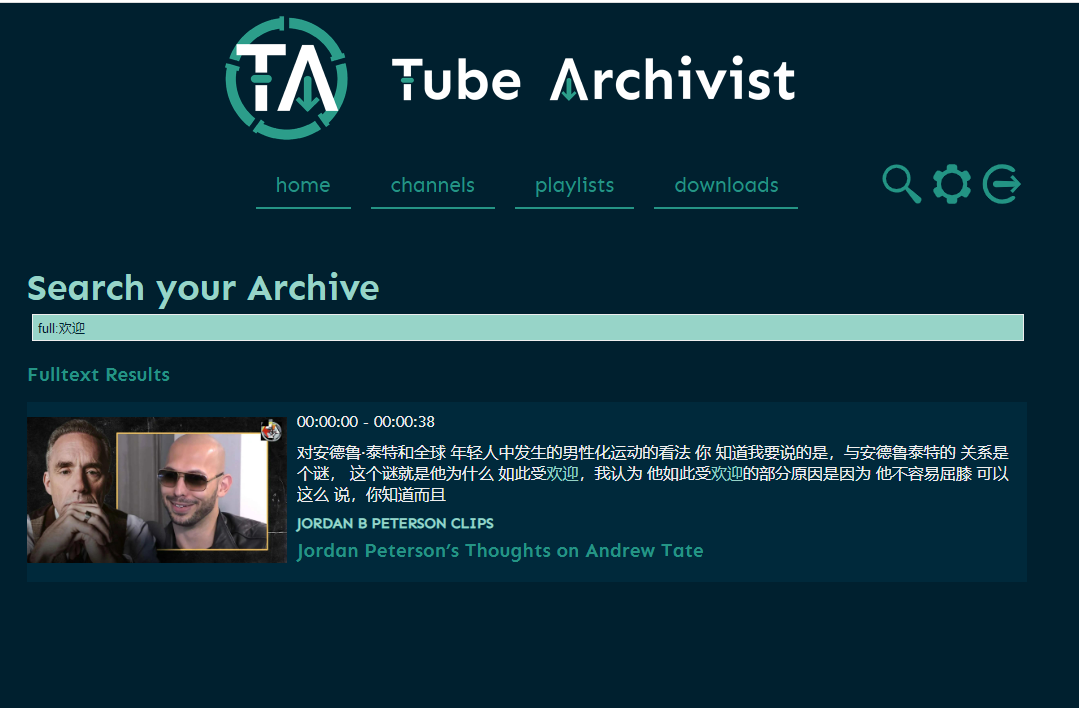 TA
Tube Archivist
home channels playlists downloads
Search your Archive
full:欢迎
Fulltext Results
00:00:00 - 00:00:38
对安德鲁·泰特和全球 年轻人中发生的男性化运动的看法 你 知道我要说的是，与安德鲁泰特的 关系是
个谜， 这个谜就是他为什么 如此受欢迎，我认为 他如此受欢迎的部分原因是因为 他不容易屈膝 可以
这么 说，你知道而且
JORDAN B PETERSON CLIPS
Jordan Peterson’s Thoughts on Andrew Tate